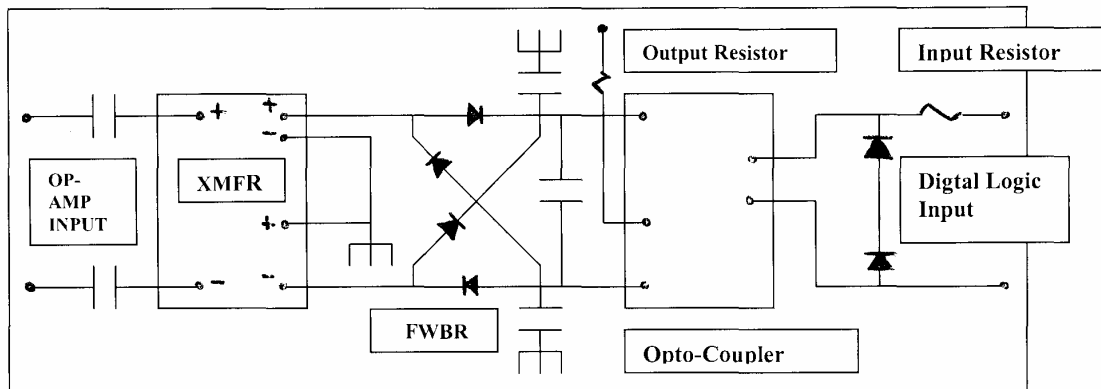 Output Resistor
Input Resistor
+
+
−
OP-
AMP
INPUT
XMFR
Digtal Logic
Input
+
−
−
FWBR
Opto-Coupler